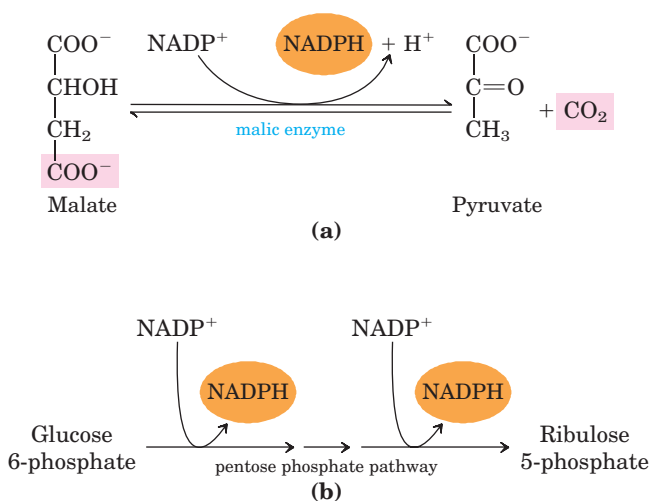 COO⁻ NADP⁺ NADPH + H⁺ COO⁻
CHOH C=O
CH₂ malic enzyme CH₃ + CO₂
COO⁻
Malate Pyruvate
(a)
NADP⁺ NADP⁺
NADPH NADPH
Glucose Ribulose
6-phosphate pentose phosphate pathway 5-phosphate
(b)